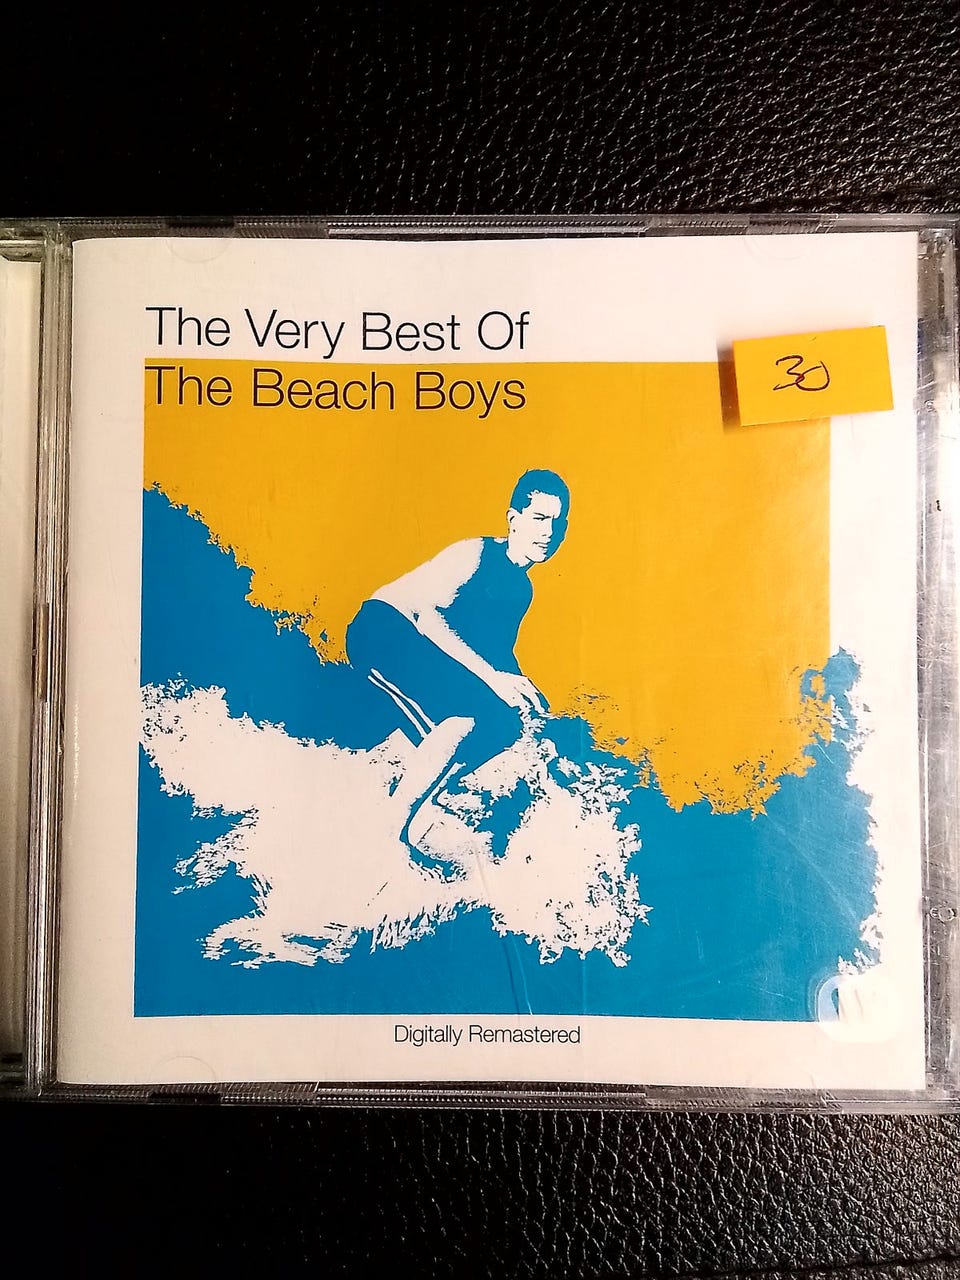 The Very Best Of
The Beach Boys
30
Digitally Remastered